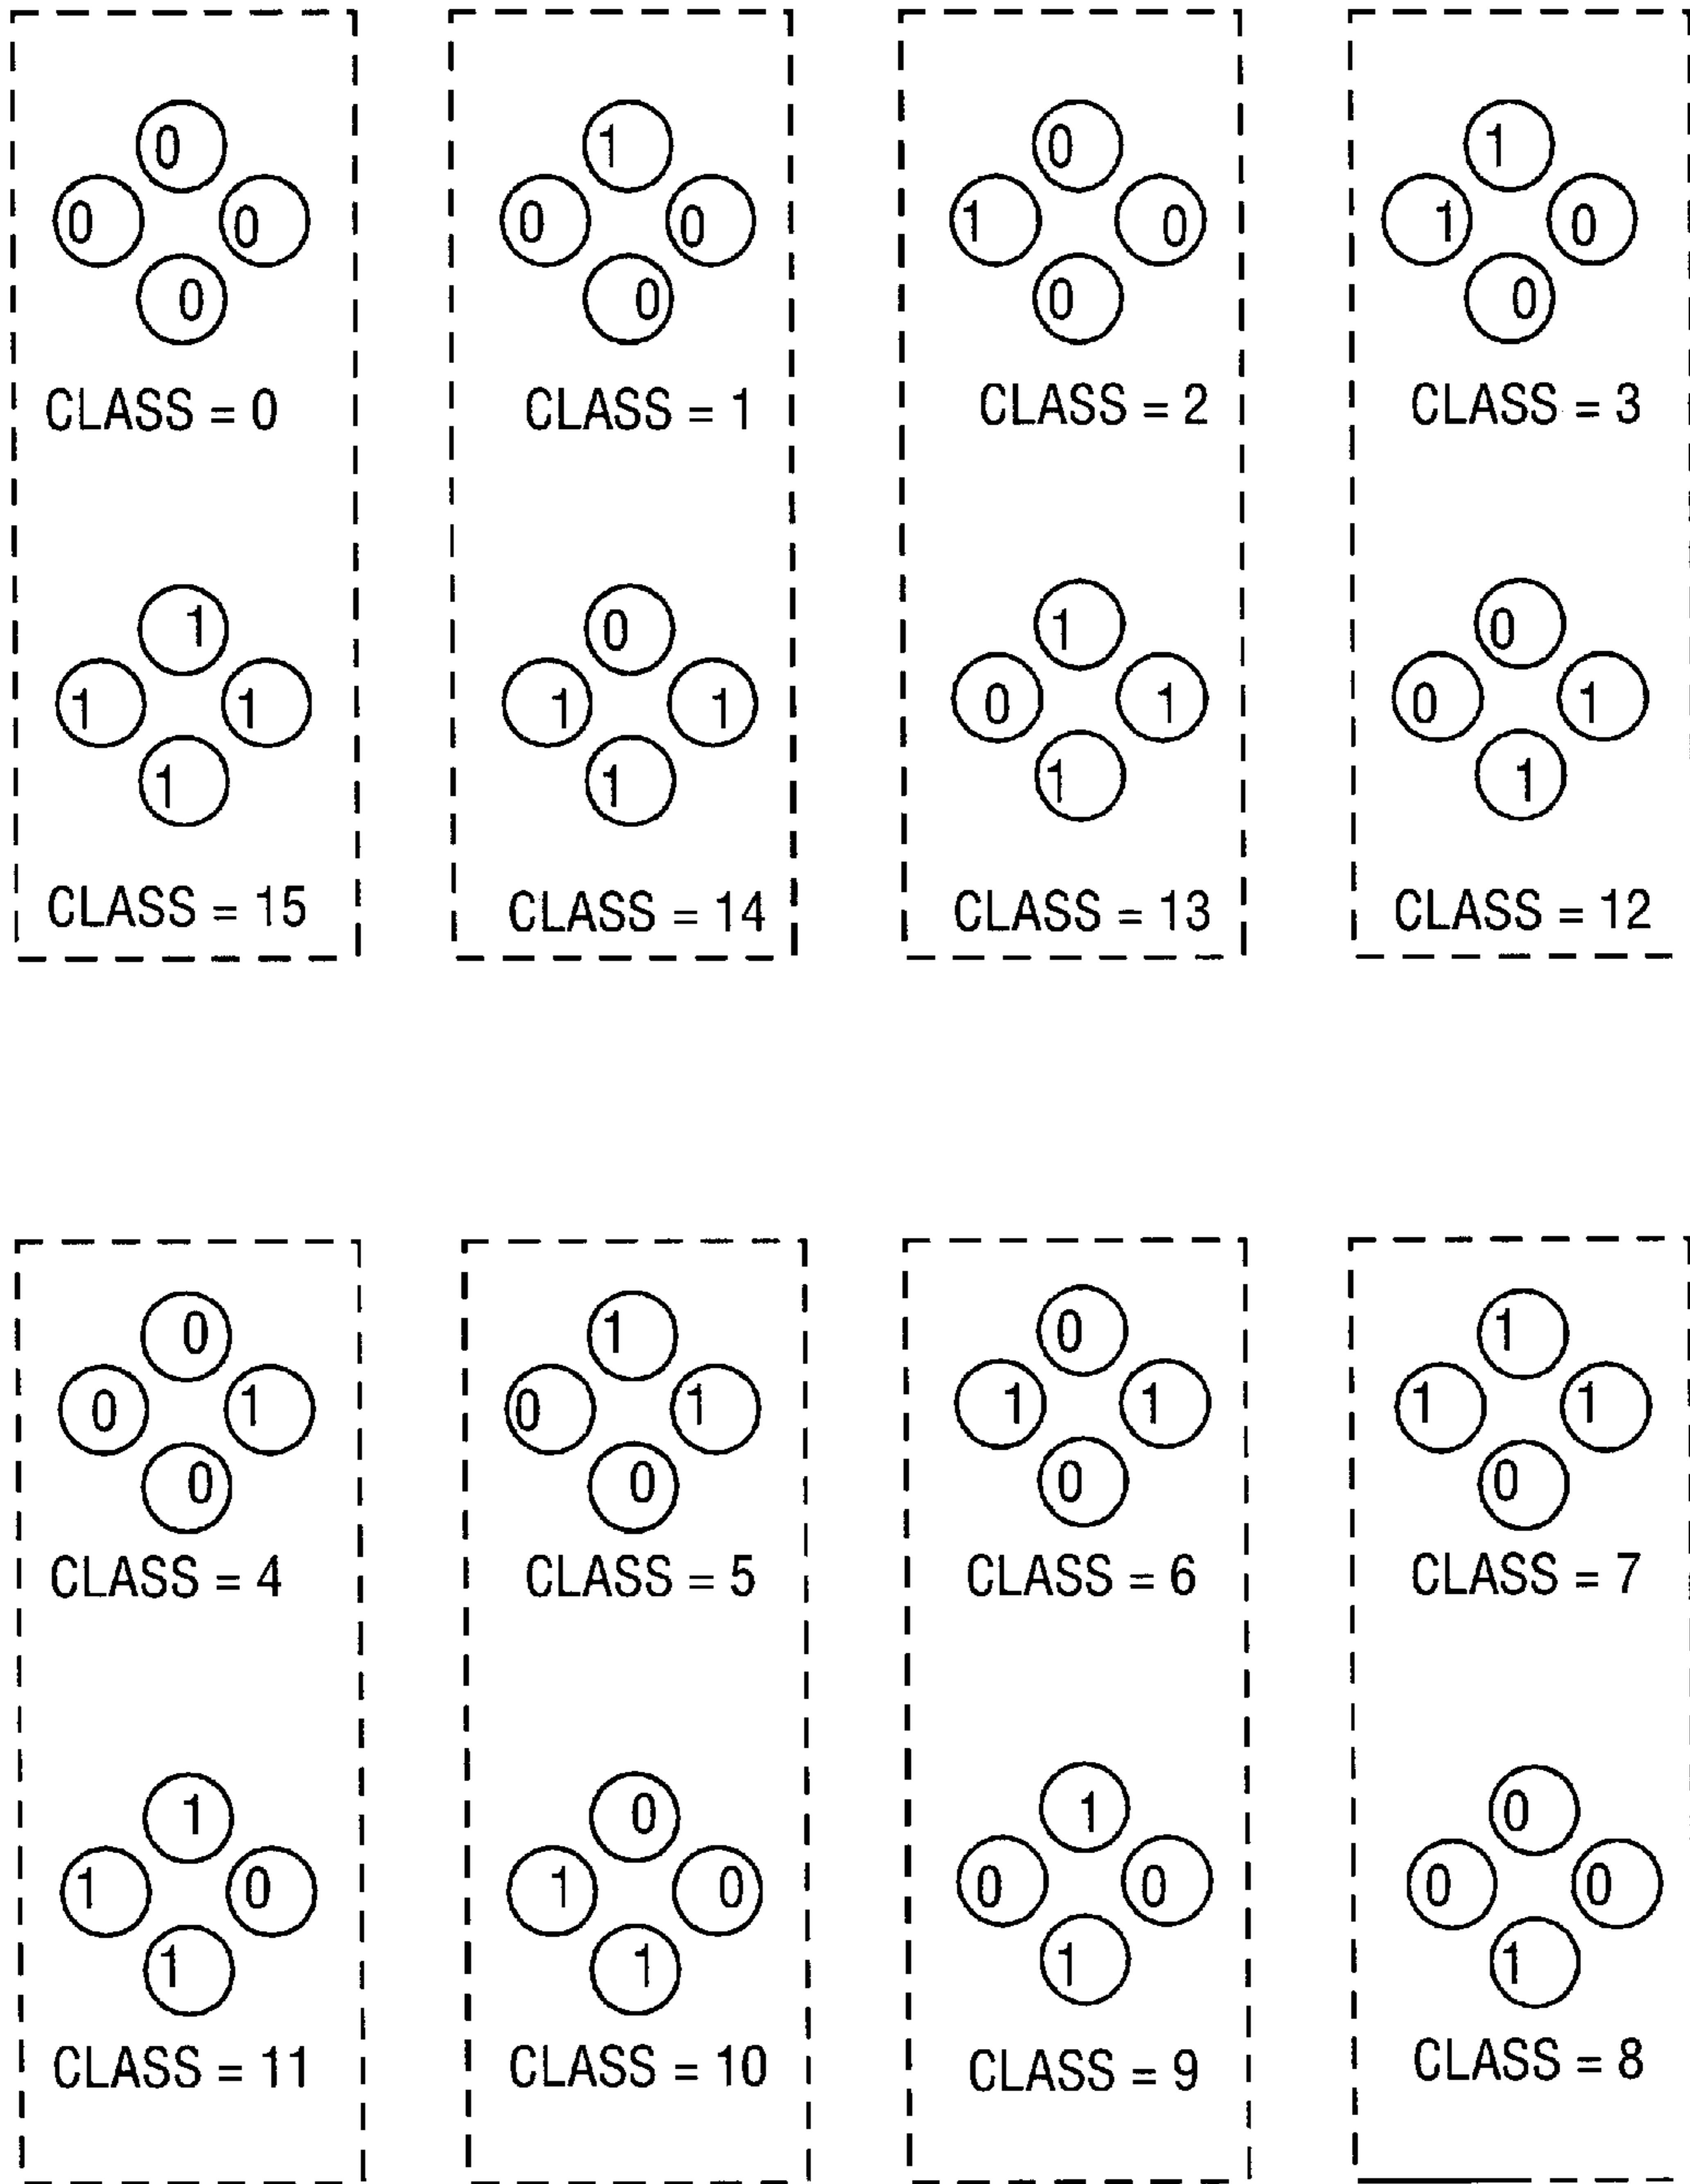 0 1 0 1
0 0 0 0 1 0 1 0
0 0 0 0
CLASS = 0 CLASS = 1 CLASS = 2 CLASS = 3
1 0 1 0
1 1 1 1 0 1 0 1
1 1 1 1
CLASS = 15 CLASS = 14 CLASS = 13 CLASS = 12
0 1 0 1
0 1 0 1 1 1 1 1
0 0 0 0
CLASS = 4 CLASS = 5 CLASS = 6 CLASS = 7
1 0 1 0
1 0 1 0 0 0 0 0
1 1 1 1
CLASS = 11 CLASS = 10 CLASS = 9 CLASS = 8